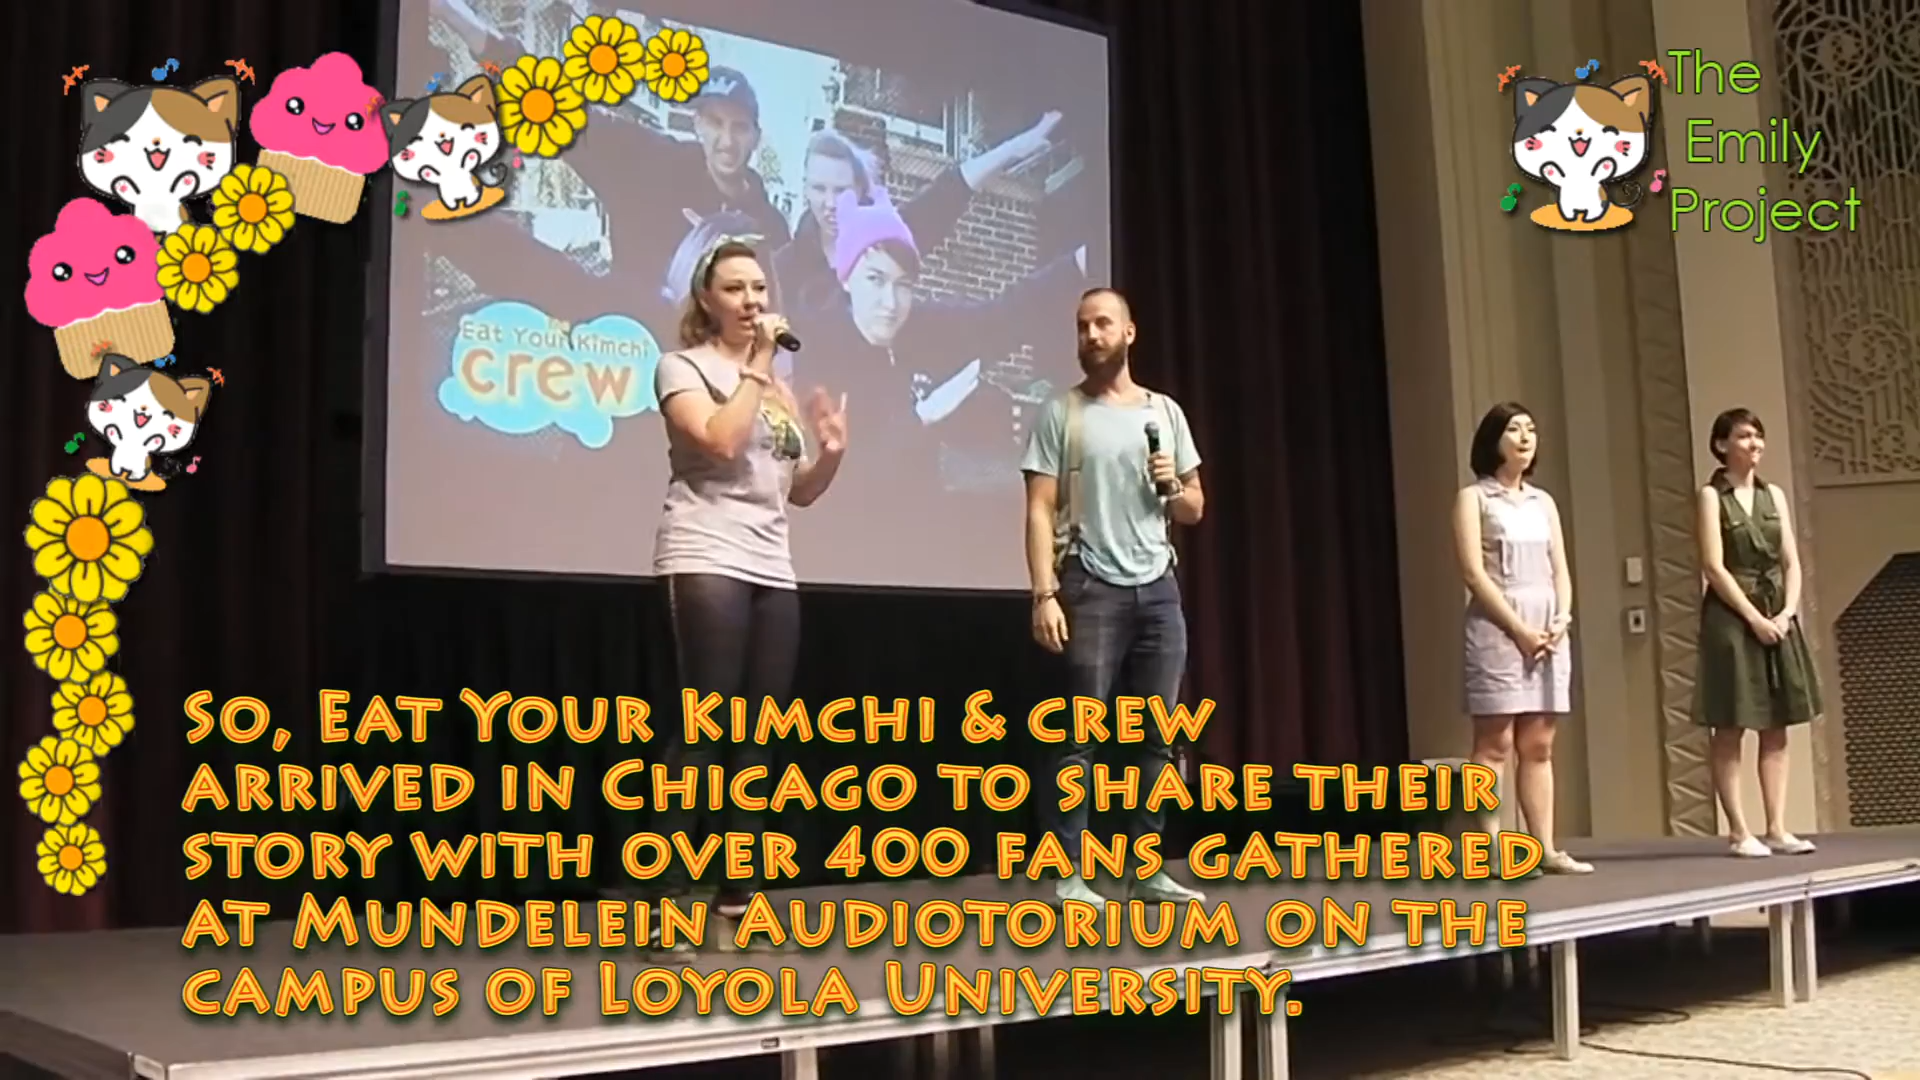 The
Emily
Project
the
Eat Your Kimchi
crew
So, Eat Your Kimchi & crew
arrived in Chicago to share their
story with over 400 fans gathered
at Mundelein Audiotorium on the
campus of Loyola University.